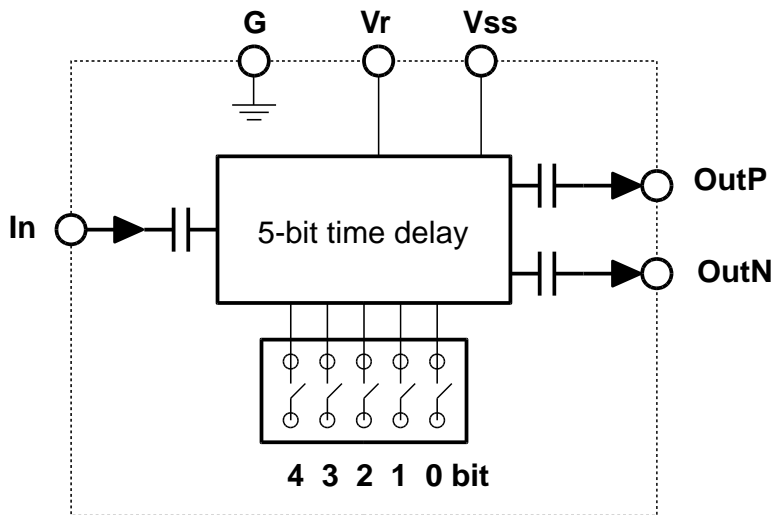 G Vr Vss
OutP
In
5-bit time delay
OutN
4 3 2 1 0 bit